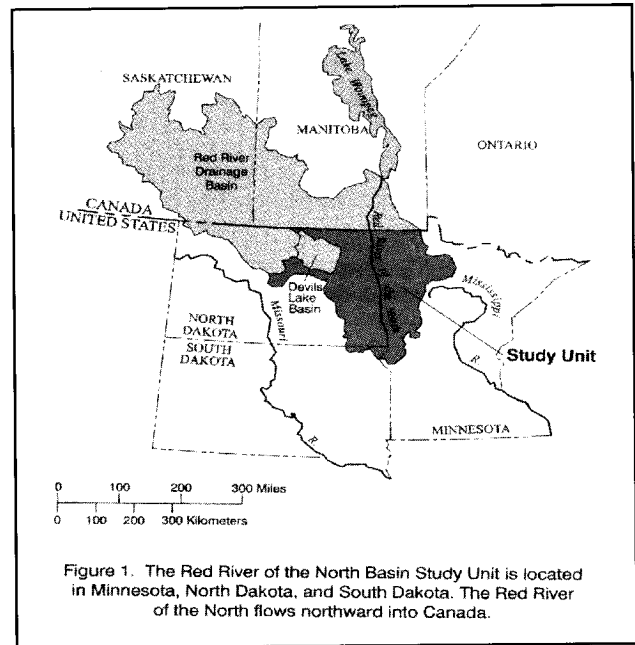 SASKATCHEWAN
Lake Winnipeg
MANITOBA
ONTARIO
Red River
Drainage
Basin
CANADA
UNITED STATES
Red River of the North
Devils
Lake
Basin
Mississippi
R.
Missouri
R.
NORTH
DAKOTA
SOUTH
DAKOTA
Study Unit
MINNESOTA
0 100 200 300 Miles
0 100 200 300 Kilometers
Figure 1. The Red River of the North Basin Study Unit is located
in Minnesota, North Dakota, and South Dakota. The Red River
of the North flows northward into Canada.